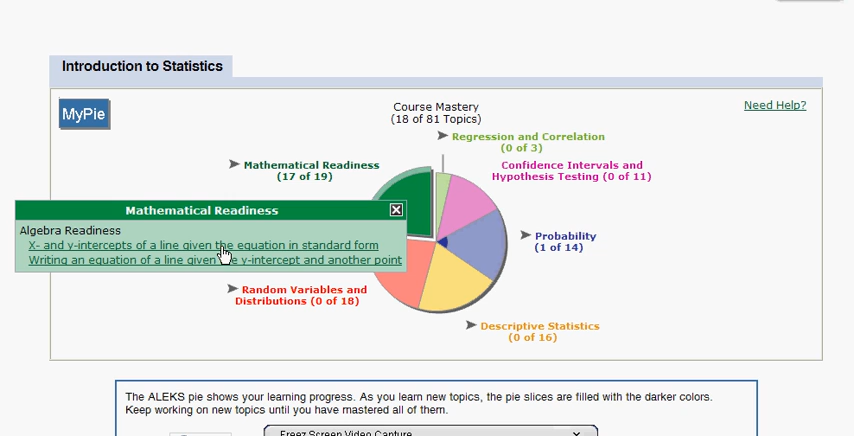 Introduction to Statistics
MyPie
Course Mastery
(18 of 81 Topics)
Need Help?
Regression and Correlation
(0 of 3)
Mathematical Readiness
(17 of 19)
Confidence Intervals and
Hypothesis Testing (0 of 11)
Mathematical Readiness
Algebra Readiness
X- and y-intercepts of a line given the equation in standard form
Writing an equation of a line given the y-intercept and another point
Probability
(1 of 14)
Random Variables and
Distributions (0 of 18)
Descriptive Statistics
(0 of 16)
The ALEKS pie shows your learning progress. As you learn new topics, the pie slices are filled with the darker colors.
Keep working on new topics until you have mastered all of them.
Freez Screen Video Capture